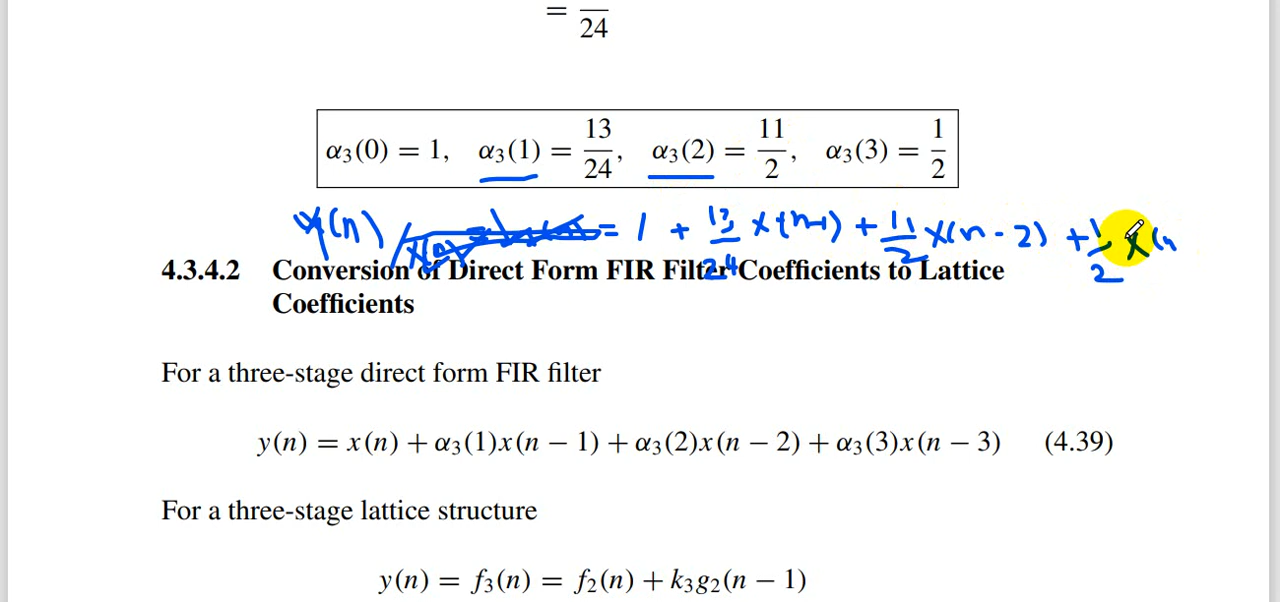 = —
24
α₃(0) = 1, α₃(1) = 13/24, α₃(2) = 11/2, α₃(3) = 1/2
y(n) = 1 + 13/24 x(n-1) + 11/2 x(n-2) + 1/2 x(n
4.3.4.2 Conversion of Direct Form FIR Filter Coefficients to Lattice
Coefficients
For a three-stage direct form FIR filter
y(n) = x(n) + α₃(1)x(n − 1) + α₃(2)x(n − 2) + α₃(3)x(n − 3) (4.39)
For a three-stage lattice structure
y(n) = f₃(n) = f₂(n) + k₃g₂(n − 1)